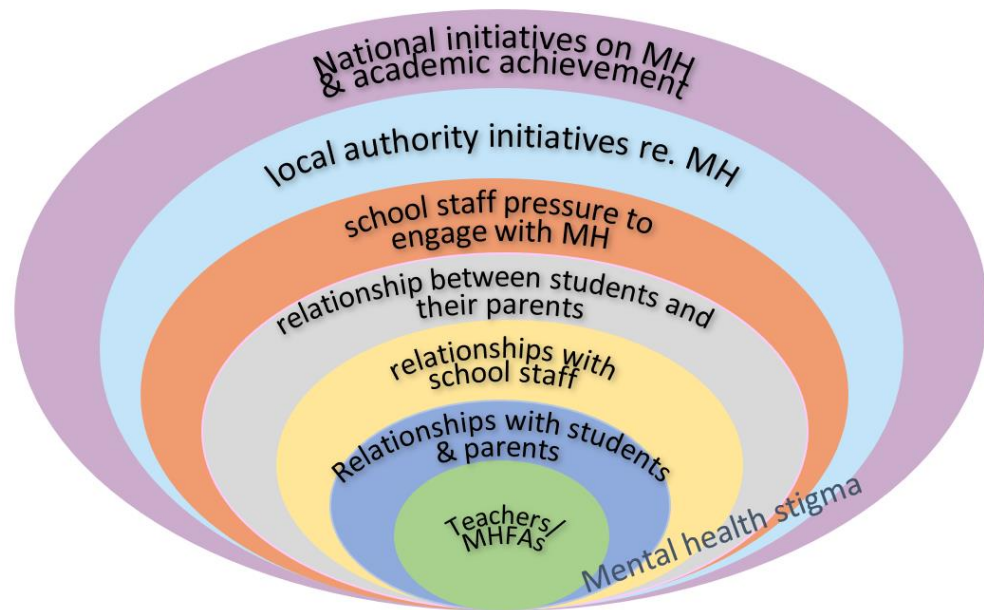 National initiatives on MH
& academic achievement
local authority initiatives re. MH
school staff pressure to
engage with MH
relationship between students and
their parents
relationships with
school staff
Relationships with students
& parents
Teachers/
MHFAs
Mental health stigma